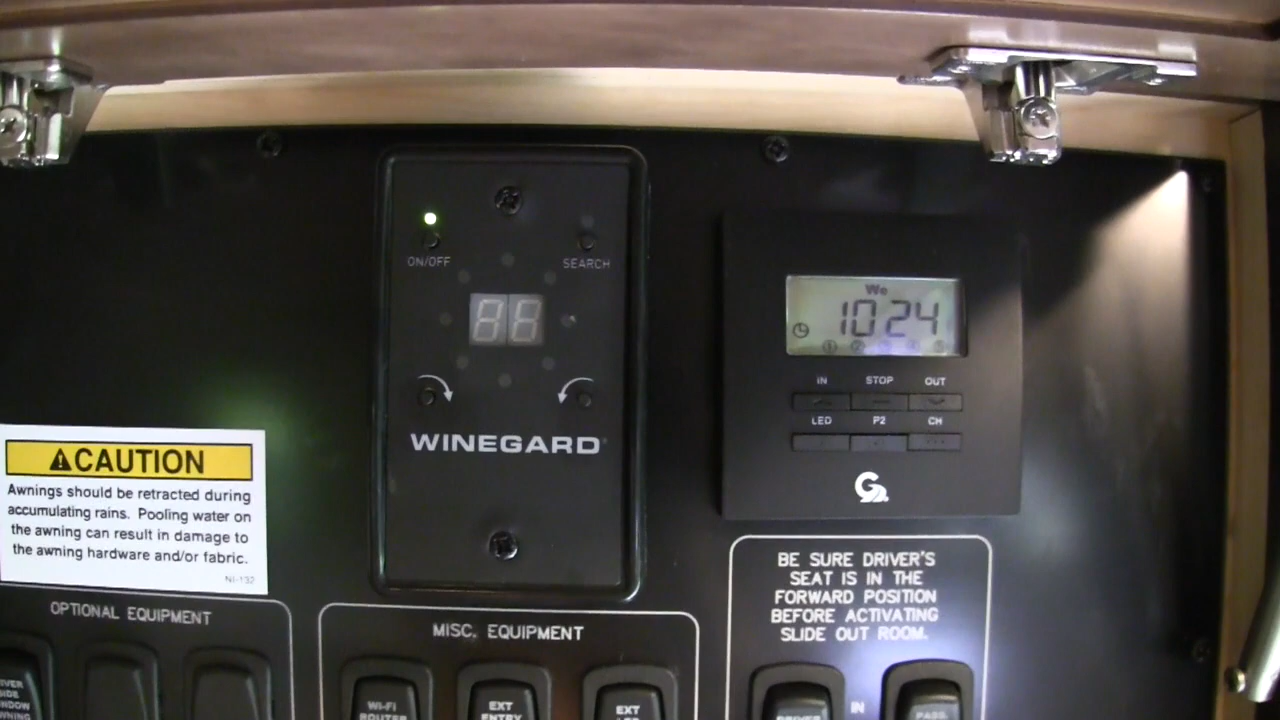 ON/OFF
SEARCH
88
WINEGARD
We
10 24
IN STOP OUT
LED P2 CH
G
CAUTION
Awnings should be retracted during
accumulating rains. Pooling water on
the awning can result in damage to
the awning hardware and/or fabric.
NI-132
OPTIONAL EQUIPMENT
MISC. EQUIPMENT
BE SURE DRIVER'S
SEAT IS IN THE
FORWARD POSITION
BEFORE ACTIVATING
SLIDE OUT ROOM.
SIDE
Wi-Fi
ROUTER
EXT
ENTRY
EXT
DRIVER
IN
PASS.